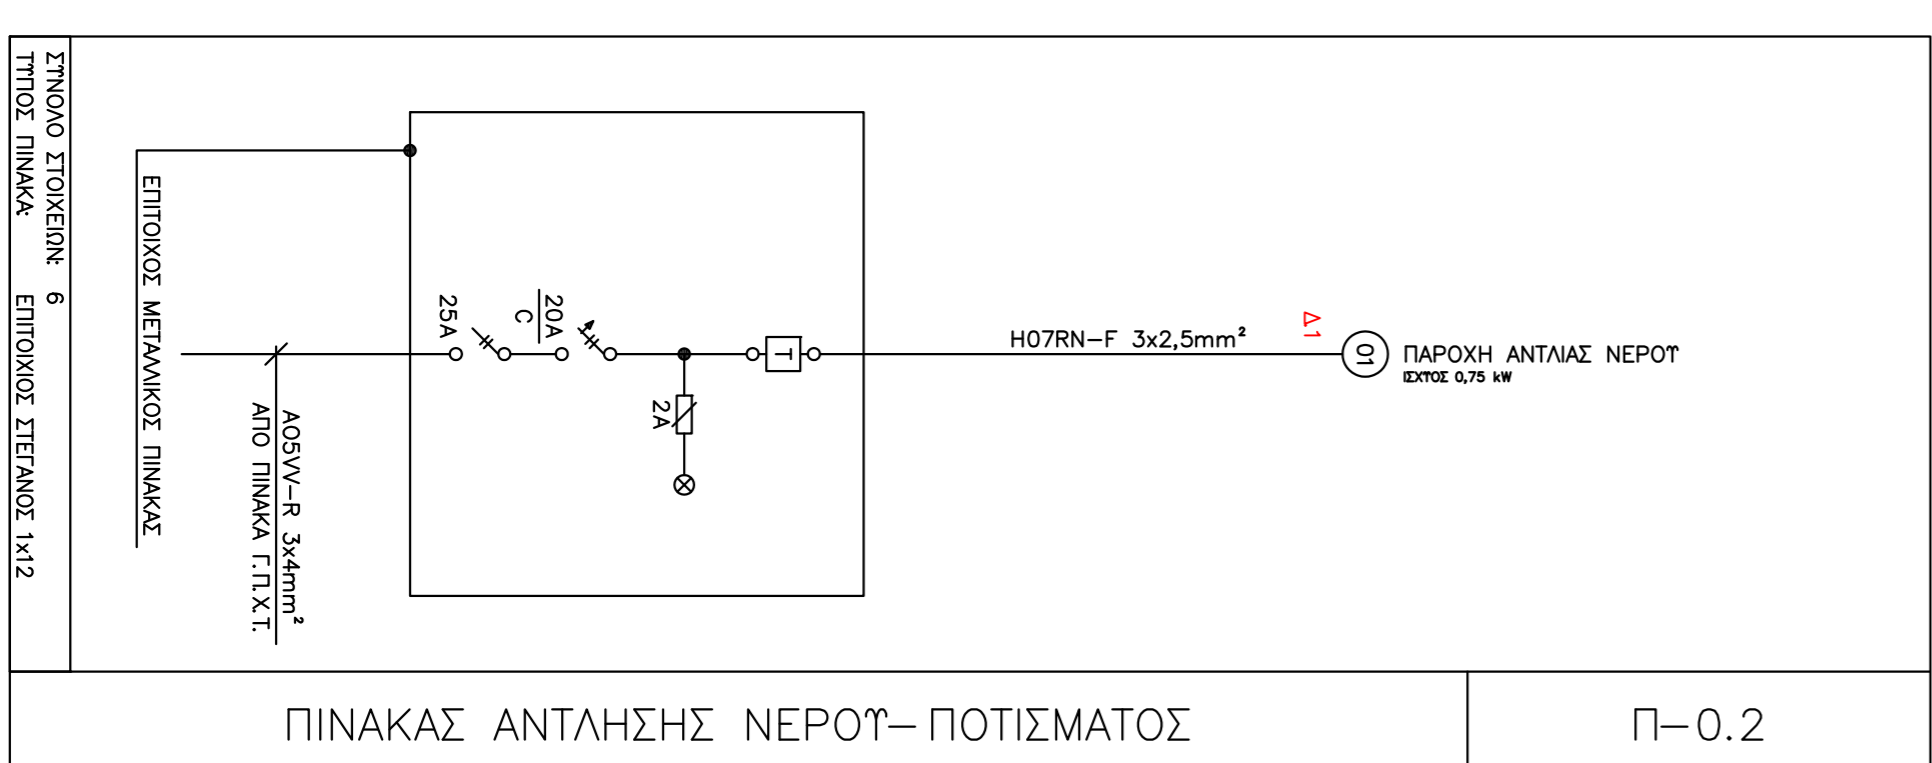 ΣΥΝΟΛΟ ΣΤΟΙΧΕΙΩΝ: 6
ΤΥΠΟΣ ΠΙΝΑΚΑ: ΕΠΙΤΟΙΧΙΟΣ ΣΤΕΓΑΝΟΣ 1x12
ΕΠΙΤΟΙΧΟΣ ΜΕΤΑΛΛΙΚΟΣ ΠΙΝΑΚΑΣ
A05VV-R 3x4mm²
ΑΠΟ ΠΙΝΑΚΑ Γ.Π.Χ.Τ.
25A
20A
C
2A
T
H07RN-F 3x2,5mm²
Δ1
01
ΠΑΡΟΧΗ ΑΝΤΛΙΑΣ ΝΕΡΟΥ
ΙΣΧΥΟΣ 0,75 kW
ΠΙΝΑΚΑΣ ΑΝΤΛΗΣΗΣ ΝΕΡΟΥ-ΠΟΤΙΣΜΑΤΟΣ
Π-0.2